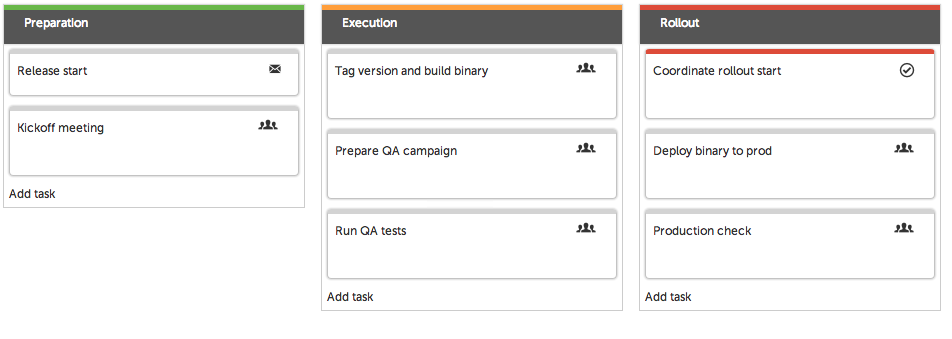 Preparation
Release start
Kickoff meeting
Add task
Execution
Tag version and build binary
Prepare QA campaign
Run QA tests
Add task
Rollout
Coordinate rollout start
Deploy binary to prod
Production check
Add task